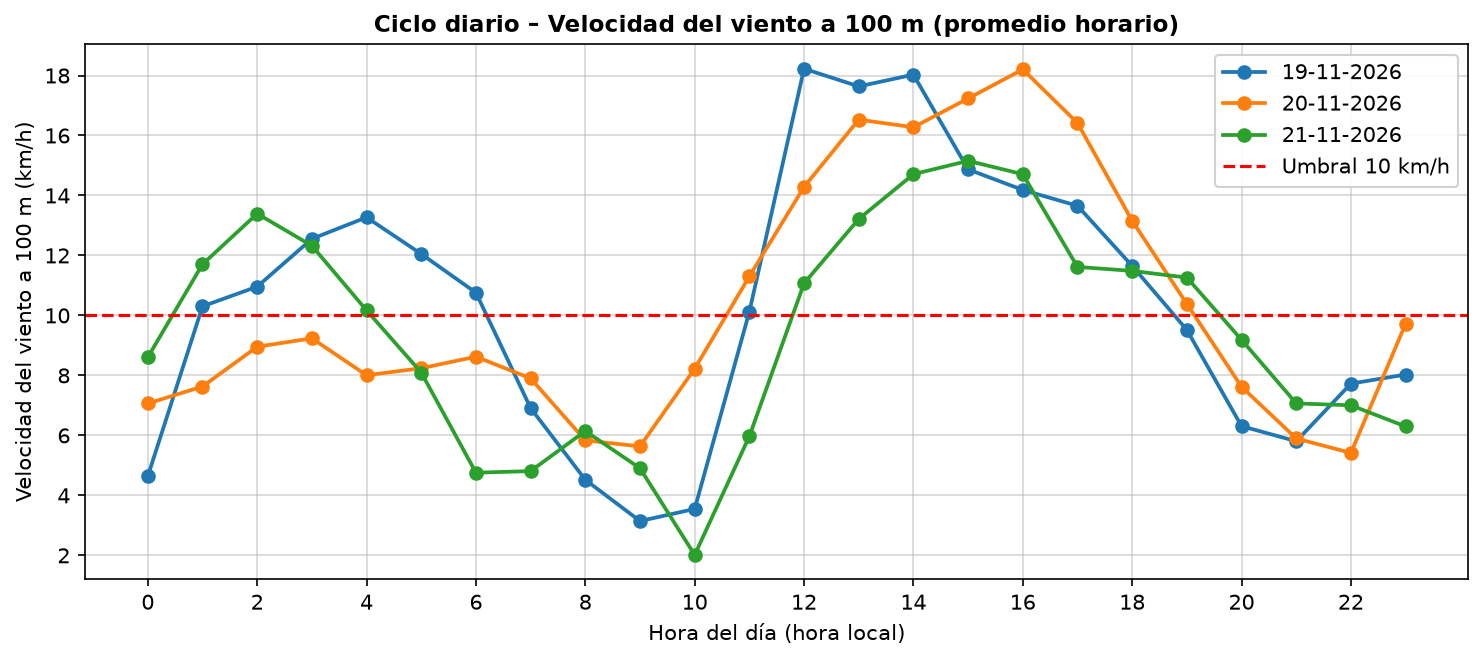 Ciclo diario – Velocidad del viento a 100 m (promedio horario)
Velocidad del viento a 100 m (km/h)
18
16
14
12
10
8
6
4
2
19-11-2026
20-11-2026
21-11-2026
Umbral 10 km/h
0 2 4 6 8 10 12 14 16 18 20 22
Hora del día (hora local)